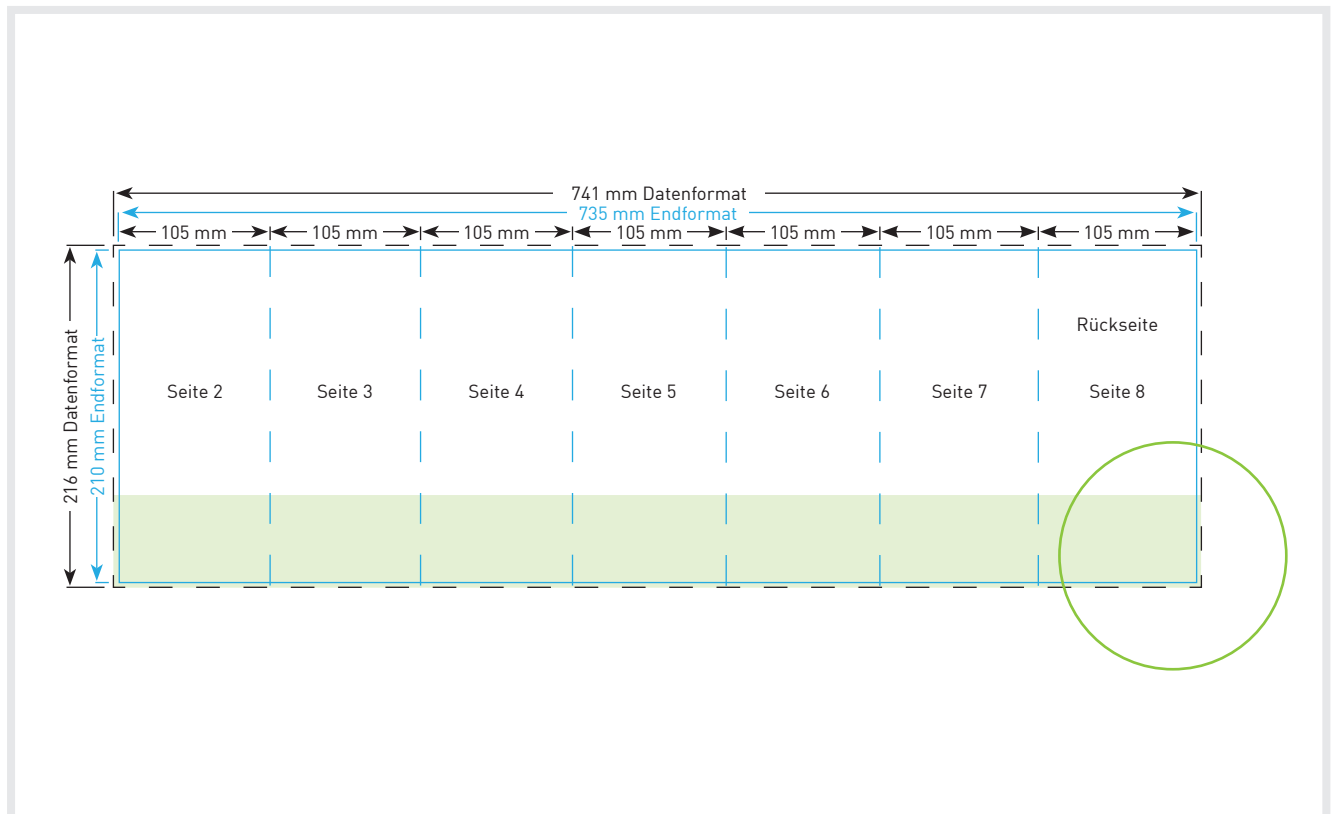 741 mm Datenformat
735 mm Endformat
105 mm 105 mm 105 mm 105 mm 105 mm 105 mm 105 mm
216 mm Datenformat
210 mm Endformat
Rückseite
Seite 2 Seite 3 Seite 4 Seite 5 Seite 6 Seite 7 Seite 8